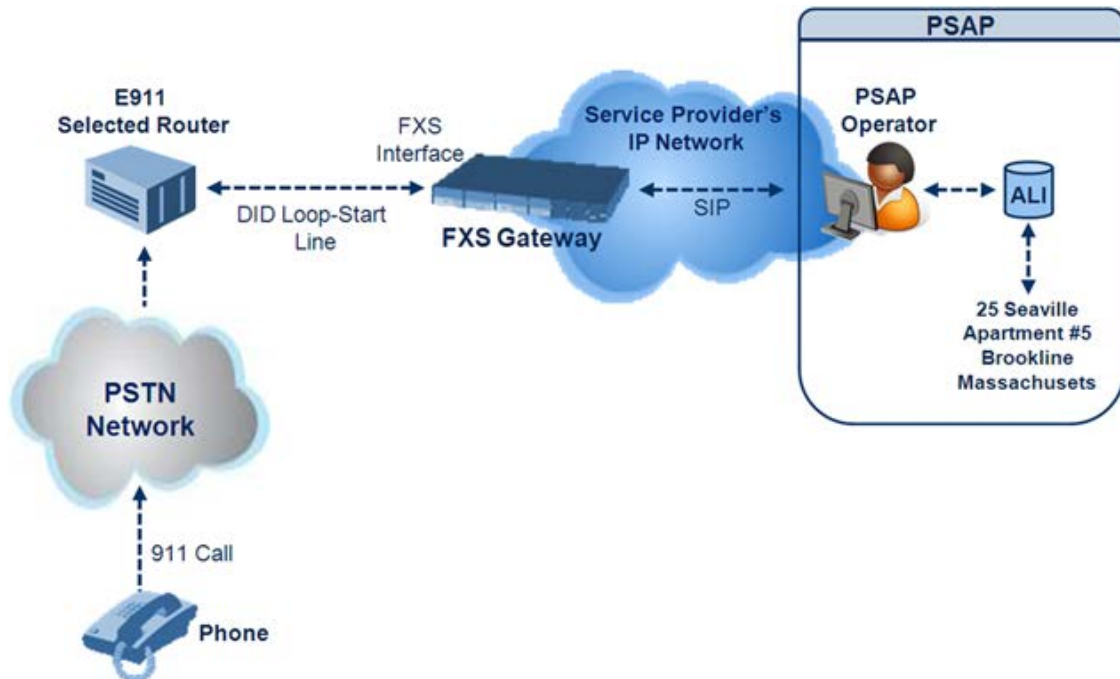 PSAP
E911
Selected Router
FXS
Interface
DID Loop-Start
Line
FXS Gateway
Service Provider's
IP Network
SIP
PSAP
Operator
ALI
25 Seaville
Apartment #5
Brookline
Massachusets
PSTN
Network
911 Call
Phone